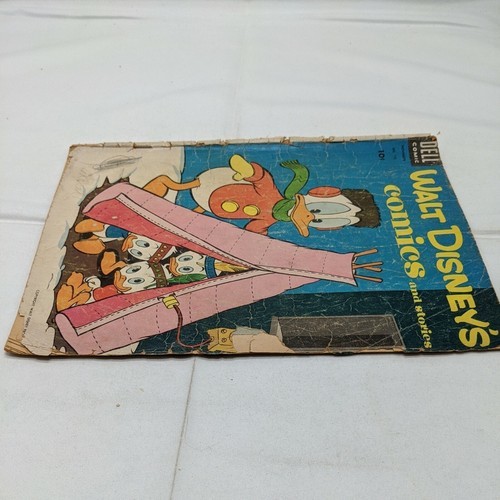 DELL
COMIC
10¢
WALT DISNEY'S
comics
and stories